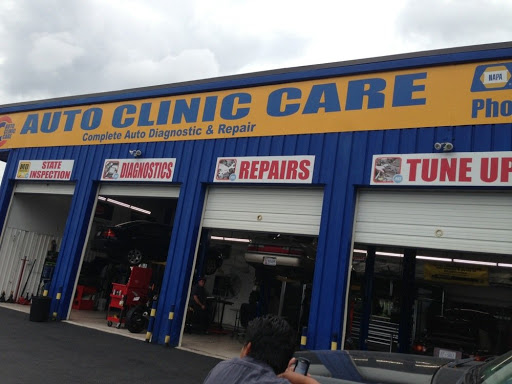 AUTO CLINIC CARE
Complete Auto Diagnostic & Repair
NAPA
Pho
STATE
INSPECTION
DIAGNOSTICS
REPAIRS
TUNE UP